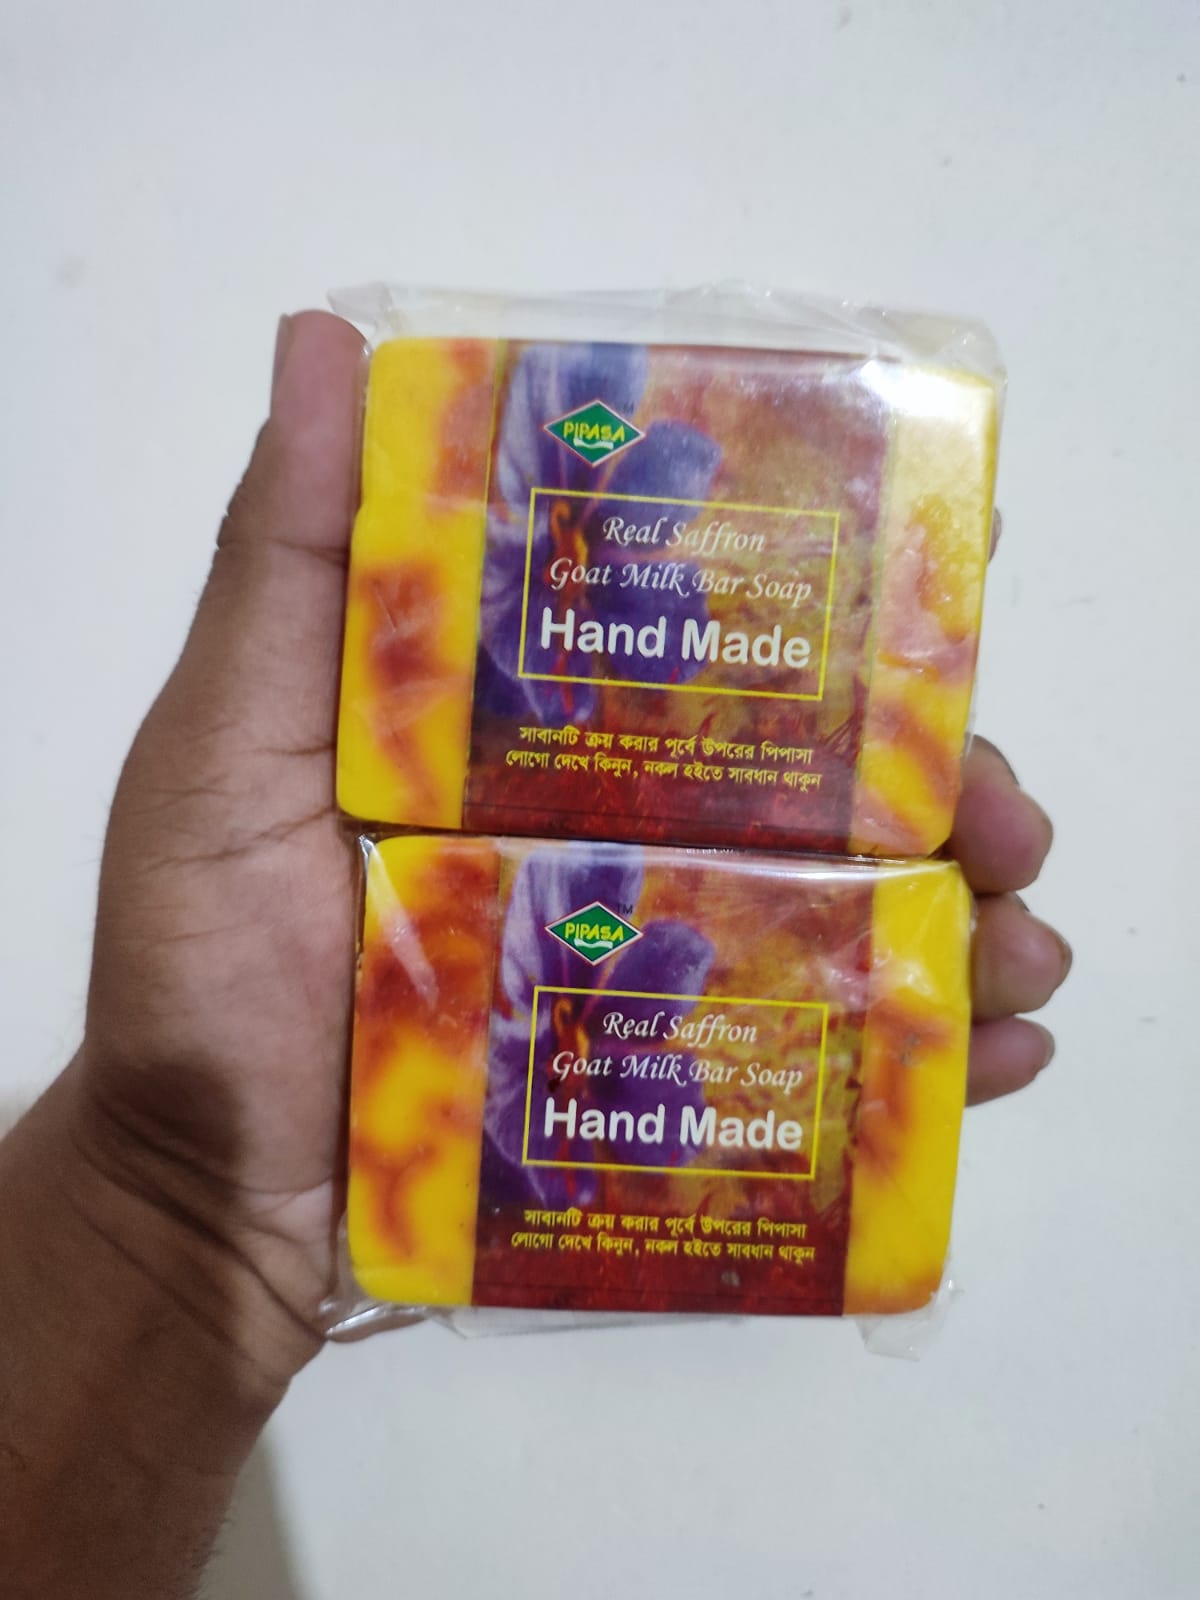 PIPASA
TM
Real Saffron
Goat Milk Bar Soap
Hand Made
সাবানটি ক্রয় করার পূর্বে উপরের পিপাসা
লোগো দেখে কিনুন, নকল হইতে সাবধান থাকুন
PIPASA
TM
Real Saffron
Goat Milk Bar Soap
Hand Made
সাবানটি ক্রয় করার পূর্বে উপরের পিপাসা
লোগো দেখে কিনুন, নকল হইতে সাবধান থাকুন